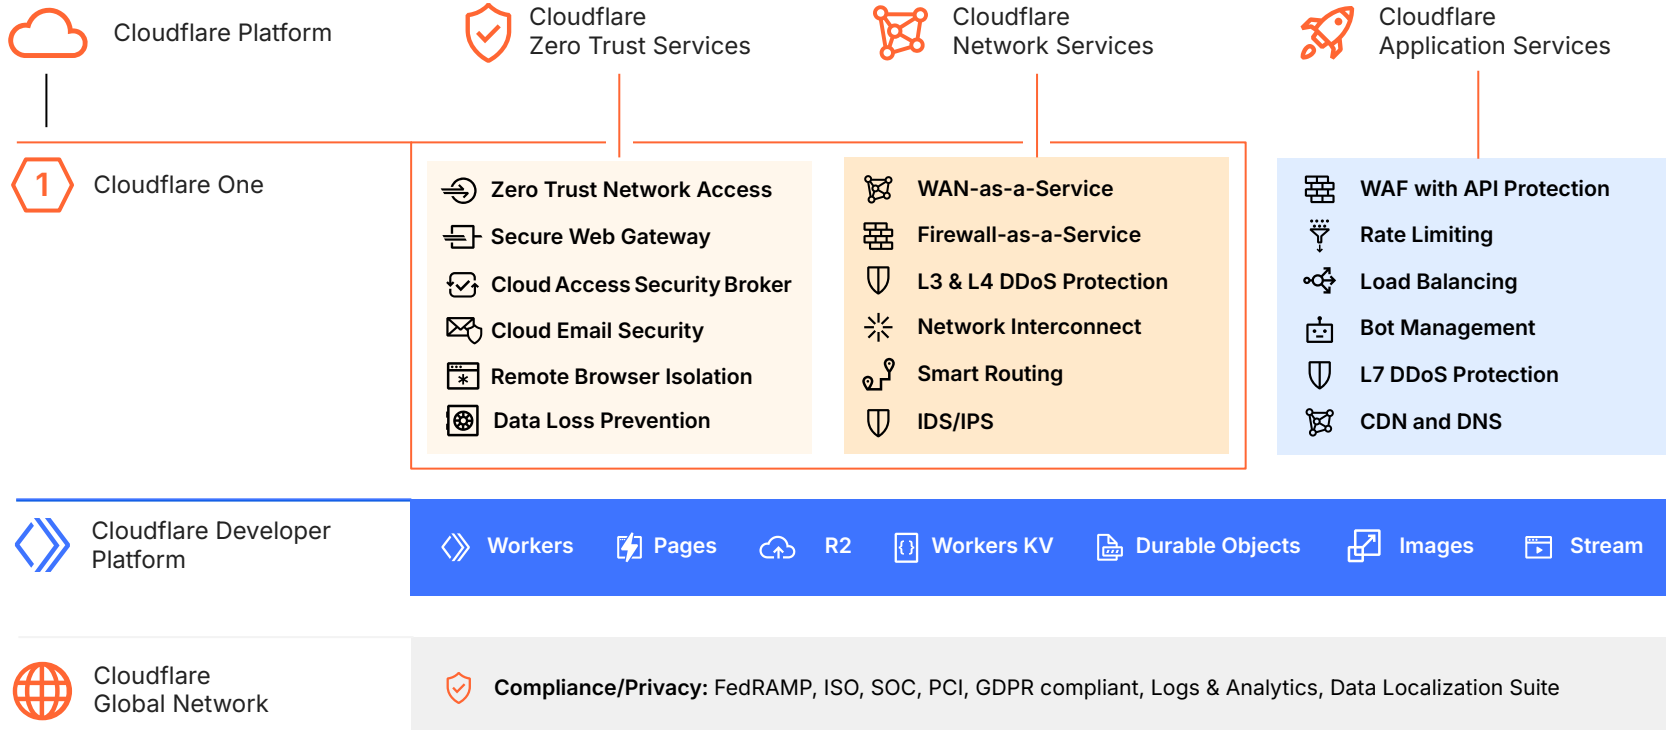 Cloudflare Platform
Cloudflare
Zero Trust Services
Cloudflare
Network Services
Cloudflare
Application Services
1
Cloudflare One
Zero Trust Network Access
Secure Web Gateway
Cloud Access Security Broker
Cloud Email Security
Remote Browser Isolation
Data Loss Prevention
WAN-as-a-Service
Firewall-as-a-Service
L3 & L4 DDoS Protection
Network Interconnect
Smart Routing
IDS/IPS
WAF with API Protection
Rate Limiting
Load Balancing
Bot Management
L7 DDoS Protection
CDN and DNS
Cloudflare Developer
Platform
Workers
Pages
R2
Workers KV
Durable Objects
Images
Stream
Cloudflare
Global Network
Compliance/Privacy: FedRAMP, ISO, SOC, PCI, GDPR compliant, Logs & Analytics, Data Localization Suite